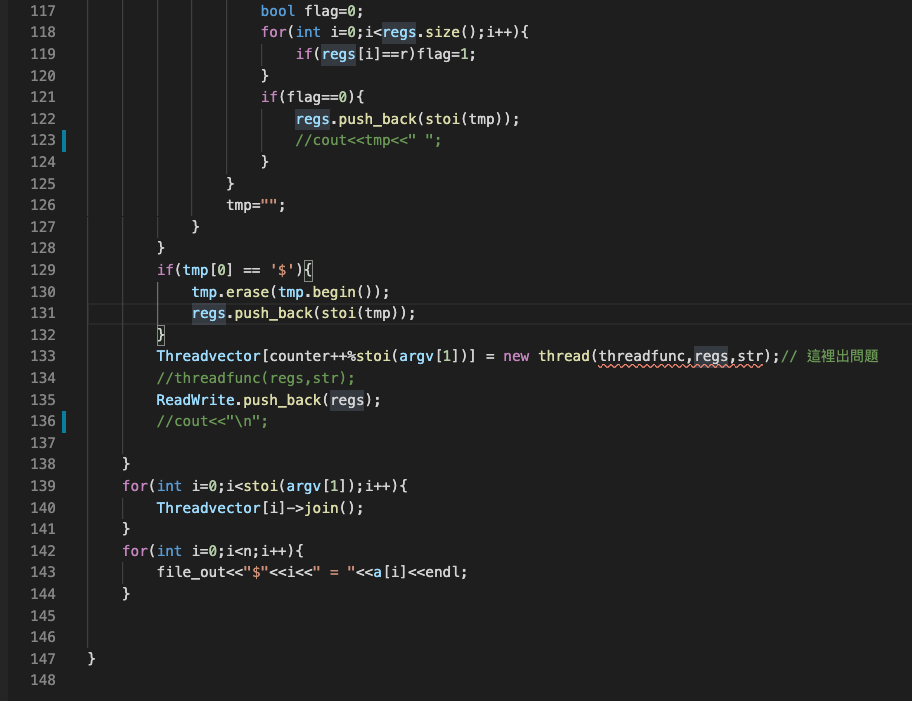 117 bool flag=0;
118 for(int i=0;i<regs.size();i++){
119 if(regs[i]==r)flag=1;
120 }
121 if(flag==0){
122 regs.push_back(stoi(tmp));
123 //cout<<tmp<<" ";
124 }
125 }
126 tmp="";
127 }
128 }
129 if(tmp[0] == '$'){
130 tmp.erase(tmp.begin());
131 regs.push_back(stoi(tmp));
132 }
133 Threadvector[counter++%stoi(argv[1])] = new thread(threadfunc,regs,str);// 這裡出問題
134 //threadfunc(regs,str);
135 ReadWrite.push_back(regs);
136 //cout<<"\n";
137
138 }
139 for(int i=0;i<stoi(argv[1]);i++){
140 Threadvector[i]->join();
141 }
142 for(int i=0;i<n;i++){
143 file_out<<"$"<<i<<" = "<<a[i]<<endl;
144 }
145
146
147 }
148